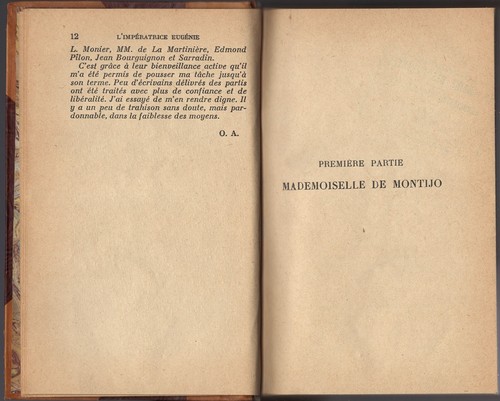 12 L'IMPÉRATRICE EUGÉNIE
L. Monier, MM. de La Martinière, Edmond
Pilon, Jean Bourguignon et Sarradin.
C'est grâce à leur bienveillance active qu'il
m'a été permis de pousser ma tâche jusqu'à
son terme. Peu d'écrivains délivrés des partis
ont été traités avec plus de confiance et de
libéralité. J'ai essayé de m'en rendre digne. Il
y a un peu de trahison sans doute, mais par-
donnable, dans la faiblesse des moyens.
O. A.
PREMIÈRE PARTIE
MADEMOISELLE DE MONTIJO